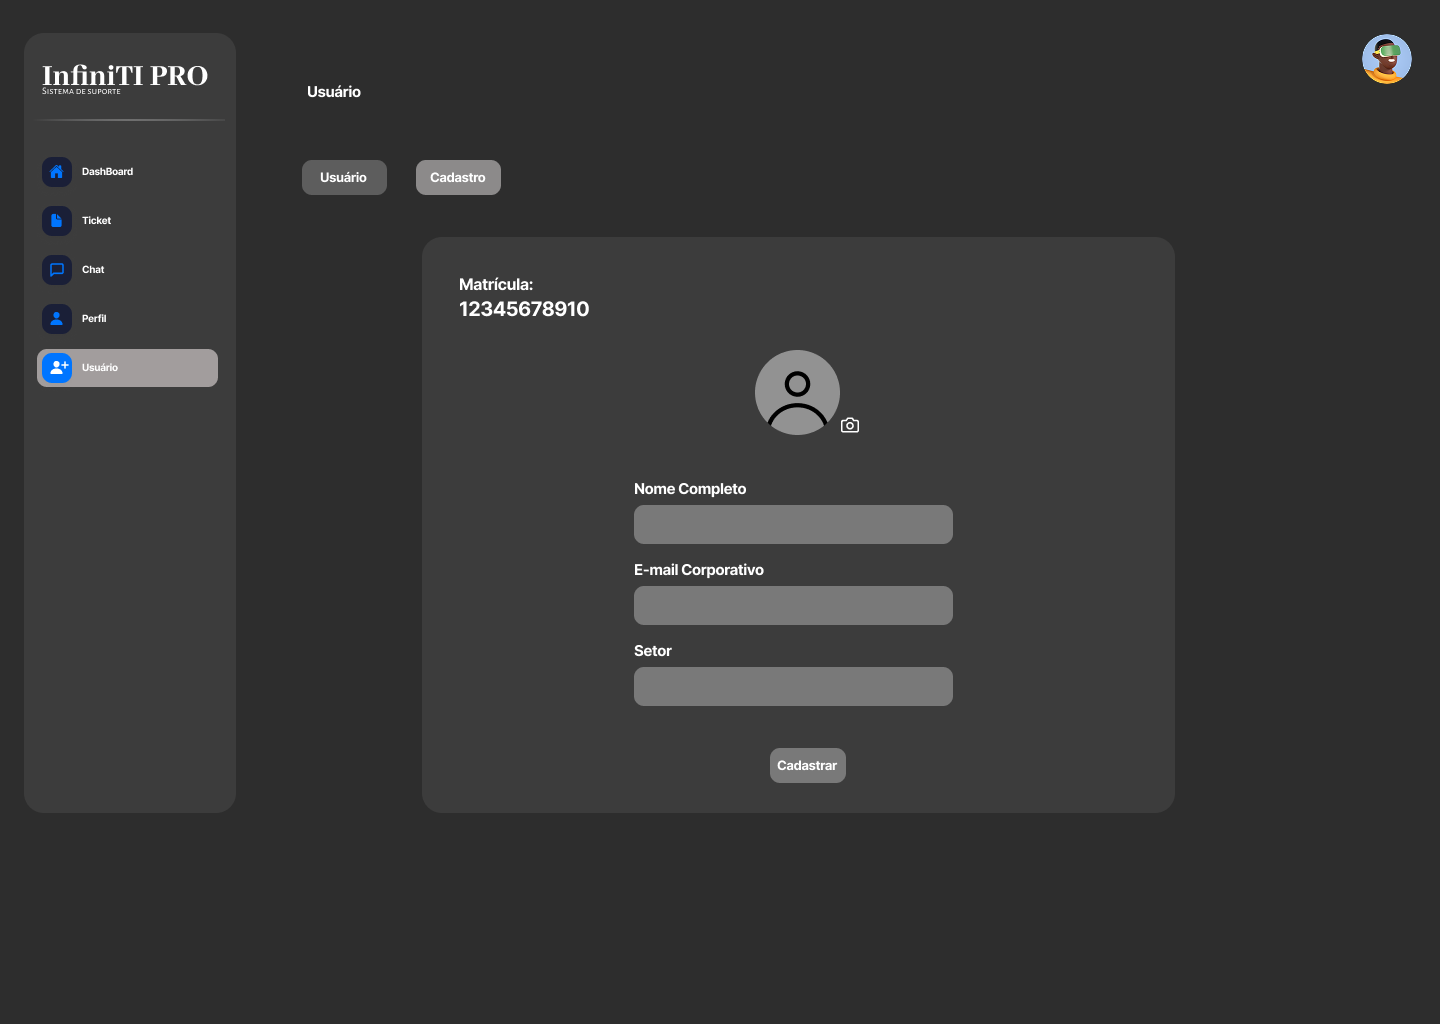 InfiniTI PRO
Sistema de suporte
DashBoard
Ticket
Chat
Perfil
Usuário
Usuário
Usuário
Cadastro
Matrícula:
12345678910
Nome Completo
E-mail Corporativo
Setor
Cadastrar